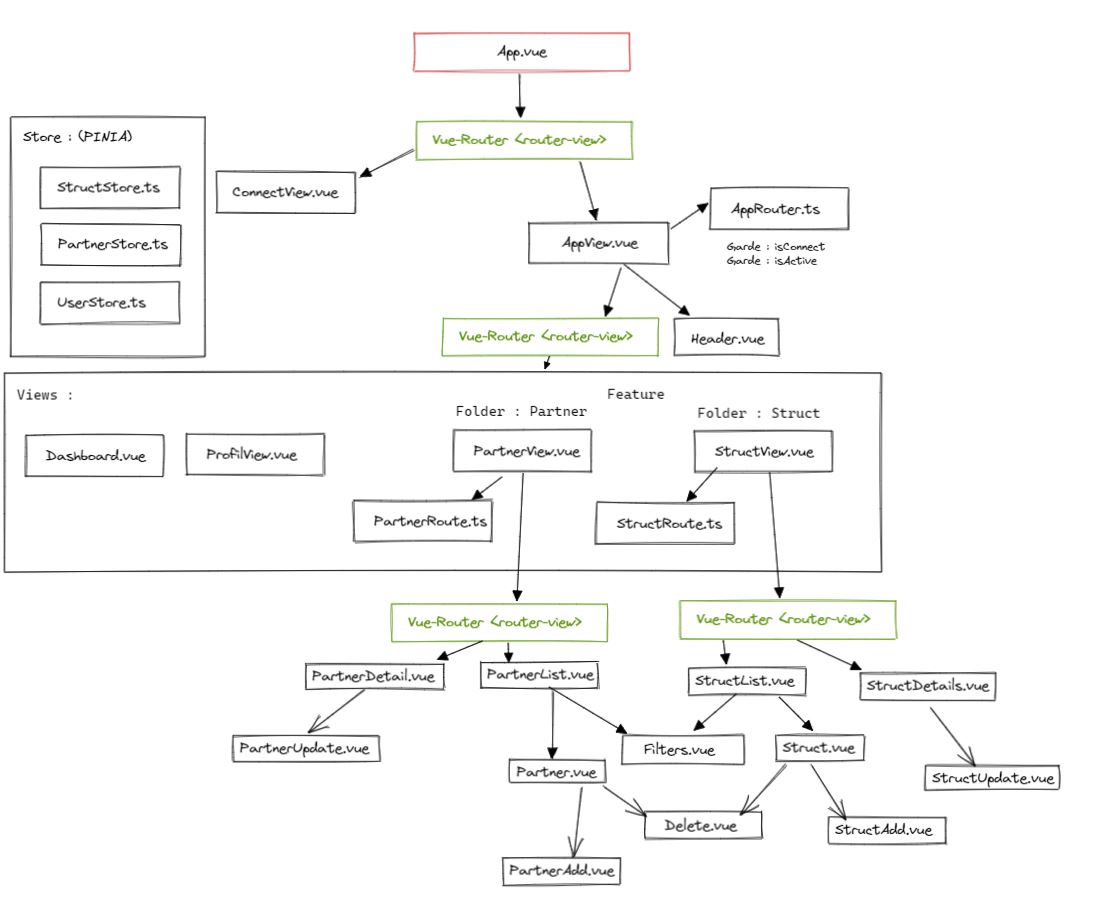 App.vue
Vue-Router <router-view>
Store : (PINIA)
StructStore.ts
PartnerStore.ts
UserStore.ts
ConnectView.vue
AppRouter.ts
Garde : isConnect
Garde : isActive
AppView.vue
Vue-Router <router-view>
Header.vue
Views :
Feature
Folder : Partner
Folder : Struct
Dashboard.vue
ProfilView.vue
PartnerView.vue
StructView.vue
PartnerRoute.ts
StructRoute.ts
Vue-Router <router-view>
Vue-Router <router-view>
PartnerDetail.vue
PartnerList.vue
StructList.vue
StructDetails.vue
PartnerUpdate.vue
Filters.vue
Struct.vue
Partner.vue
StructUpdate.vue
Delete.vue
StructAdd.vue
PartnerAdd.vue